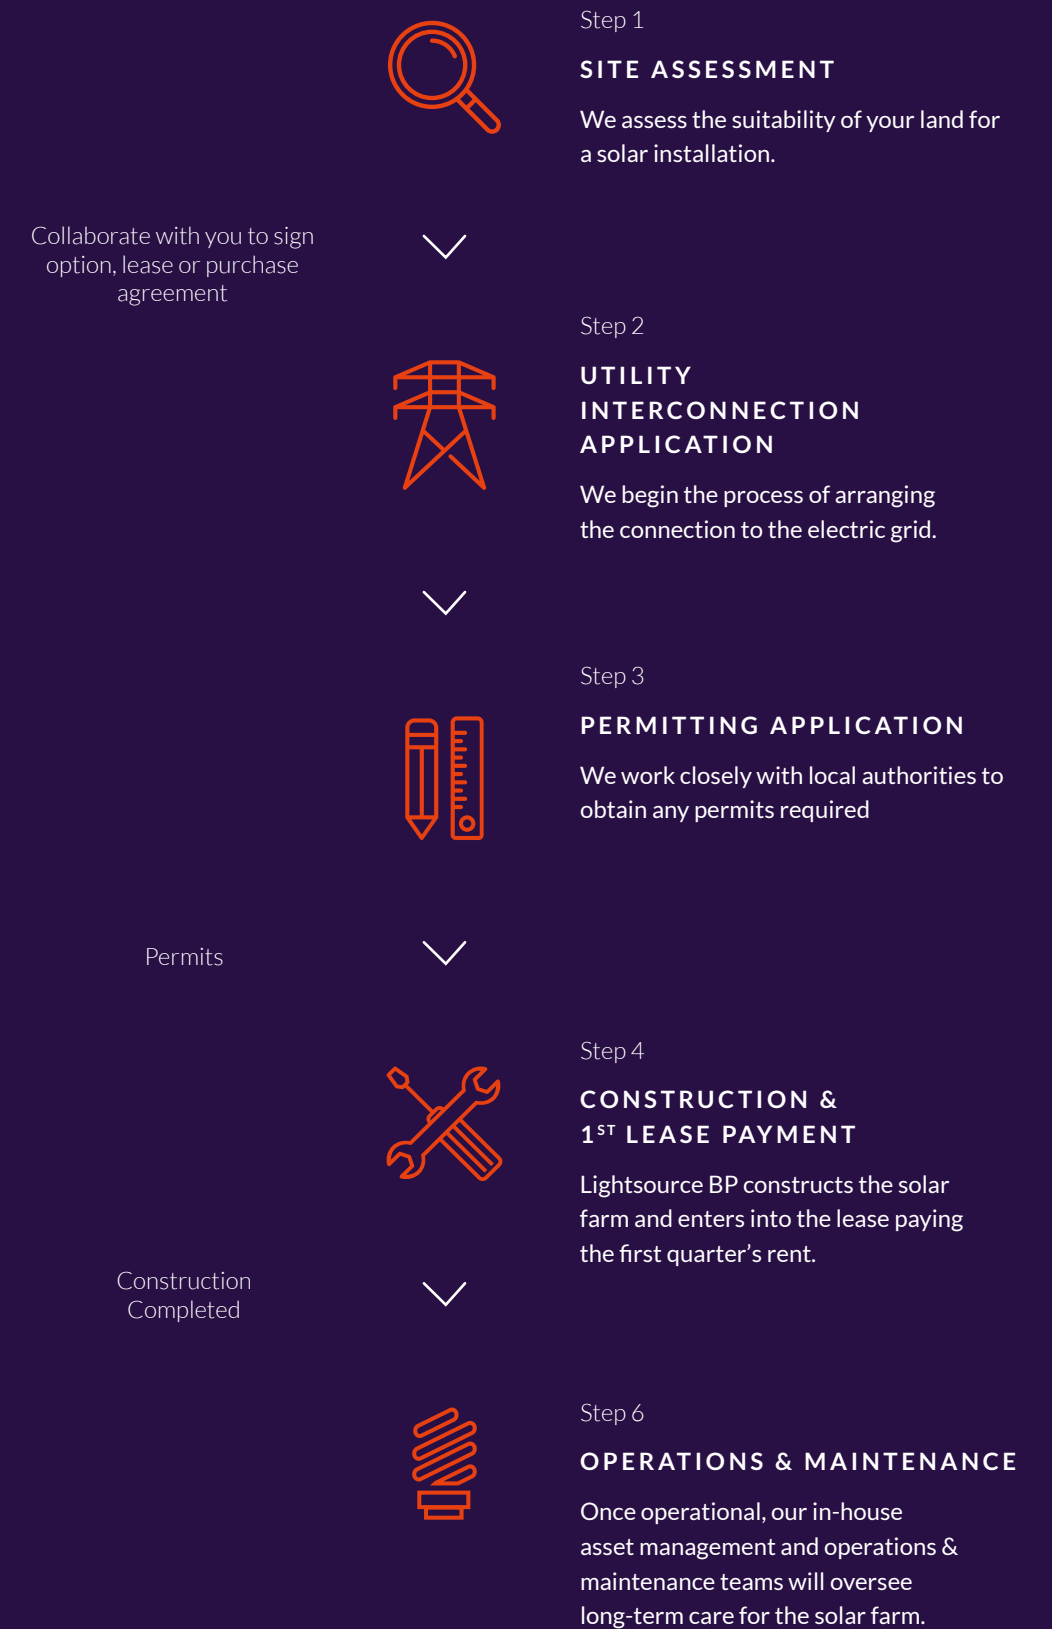 Step 1
SITE ASSESSMENT
We assess the suitability of your land for
a solar installation.
Collaborate with you to sign
option, lease or purchase
agreement
Step 2
UTILITY
INTERCONNECTION
APPLICATION
We begin the process of arranging
the connection to the electric grid.
Step 3
PERMITTING APPLICATION
We work closely with local authorities to
obtain any permits required
Permits
Step 4
CONSTRUCTION &
1ST LEASE PAYMENT
Lightsource BP constructs the solar
farm and enters into the lease paying
the first quarter’s rent.
Construction
Completed
Step 6
OPERATIONS & MAINTENANCE
Once operational, our in-house
asset management and operations &
maintenance teams will oversee
long-term care for the solar farm.